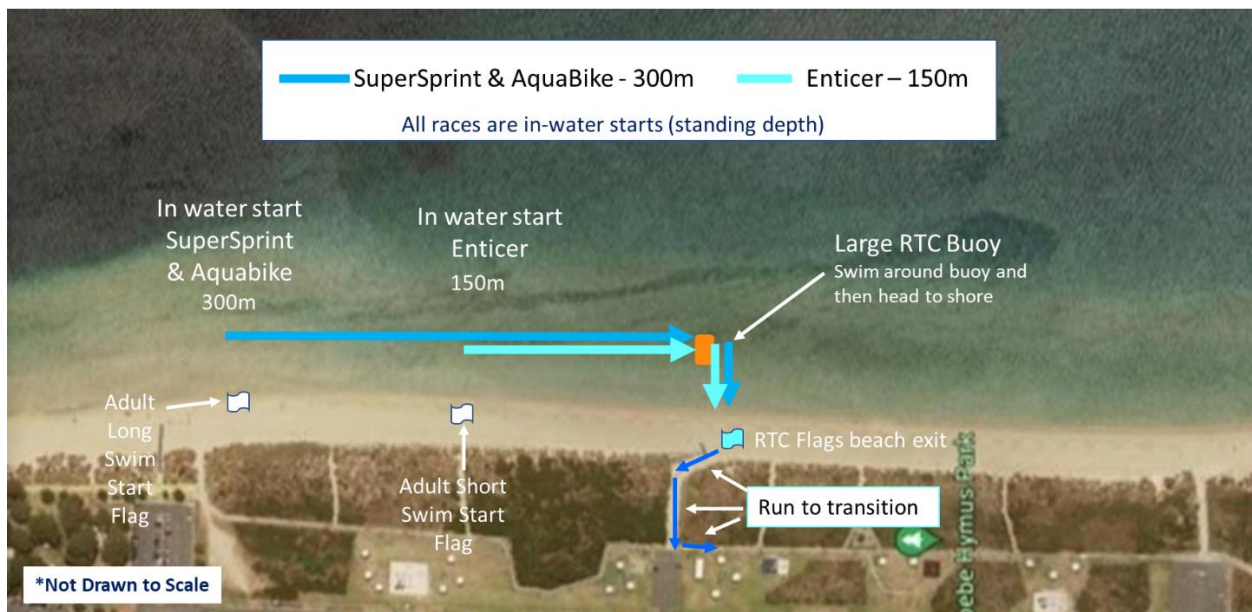 SuperSprint & AquaBike - 300m
Enticer – 150m
All races are in-water starts (standing depth)
In water start
SuperSprint
& Aquabike
300m
In water start
Enticer
150m
Large RTC Buoy
Swim around buoy and
then head to shore
Adult
Long
Swim
Start
Flag
Adult Short
Swim Start
Flag
RTC Flags beach exit
Run to transition
Hymus Park
*Not Drawn to Scale